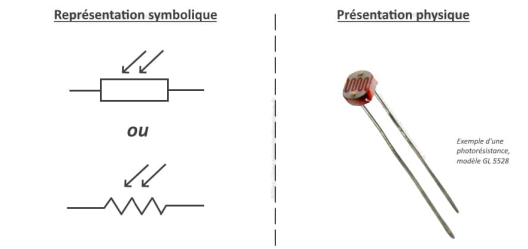 Représentation symbolique
ou
Présentation physique
Exemple d'une
photorésistance,
modèle GL 5528